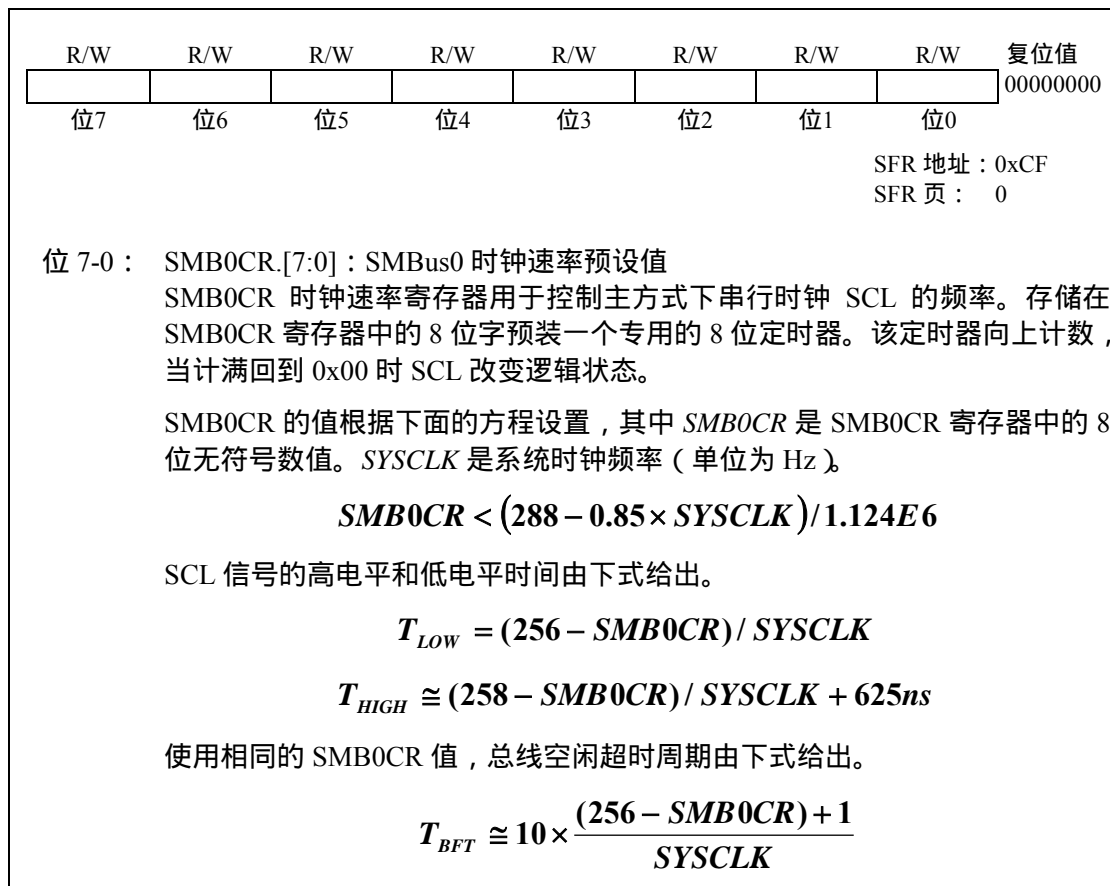 R/W R/W R/W R/W R/W R/W R/W R/W 复位值
00000000
位7 位6 位5 位4 位3 位2 位1 位0
SFR 地址：0xCF
SFR 页： 0
位 7-0： SMB0CR.[7:0]：SMBus0 时钟速率预设值
SMB0CR 时钟速率寄存器用于控制主方式下串行时钟 SCL 的频率。存储在
SMB0CR 寄存器中的 8 位字预装一个专用的 8 位定时器。该定时器向上计数，
当计满回到 0x00 时 SCL 改变逻辑状态。
SMB0CR 的值根据下面的方程设置，其中 SMB0CR 是 SMB0CR 寄存器中的 8
位无符号数值。SYSCLK 是系统时钟频率（单位为 Hz）。
SMB0CR < (288 − 0.85 × SYSCLK) / 1.124E6
SCL 信号的高电平和低电平时间由下式给出。
T_LOW = (256 − SMB0CR) / SYSCLK
T_HIGH ≅ (258 − SMB0CR) / SYSCLK + 625ns
使用相同的 SMB0CR 值，总线空闲超时周期由下式给出。
T_BFT ≅ 10 × ((256 − SMB0CR) + 1) / SYSCLK